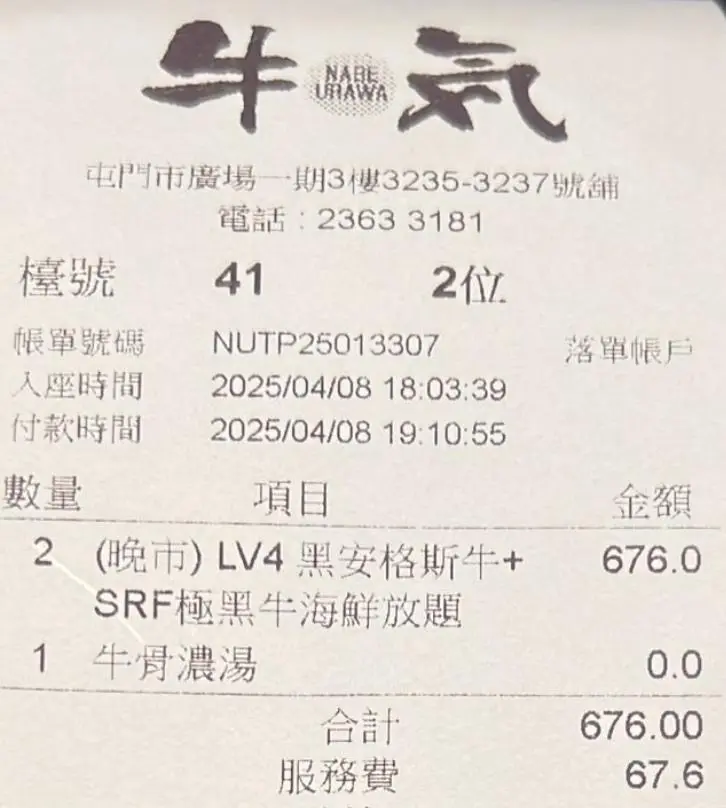 牛 NABE URAWA 気
屯門市廣場一期3樓3235-3237號舖
電話：2363 3181
檯號 41 2位
帳單號碼 NUTP25013307 落單帳戶
入座時間 2025/04/08 18:03:39
付款時間 2025/04/08 19:10:55
數量 項目 金額
2 (晚市) LV4 黑安格斯牛+ 676.0
SRF極黑牛海鮮放題
1 牛骨濃湯 0.0
合計 676.00
服務費 67.6